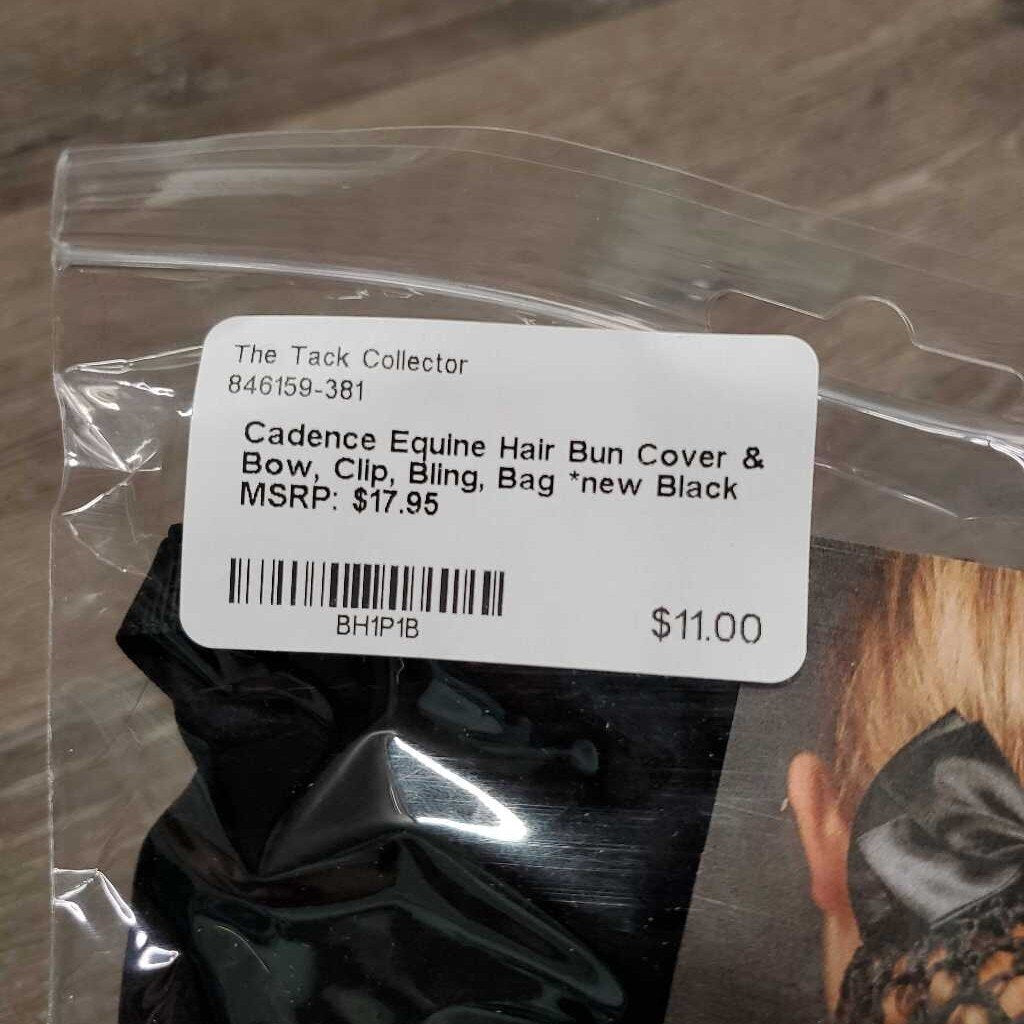 The Tack Collector
846159-381
Cadence Equine Hair Bun Cover &
Bow, Clip, Bling, Bag *new Black
MSRP: $17.95
BH1P1B
$11.00